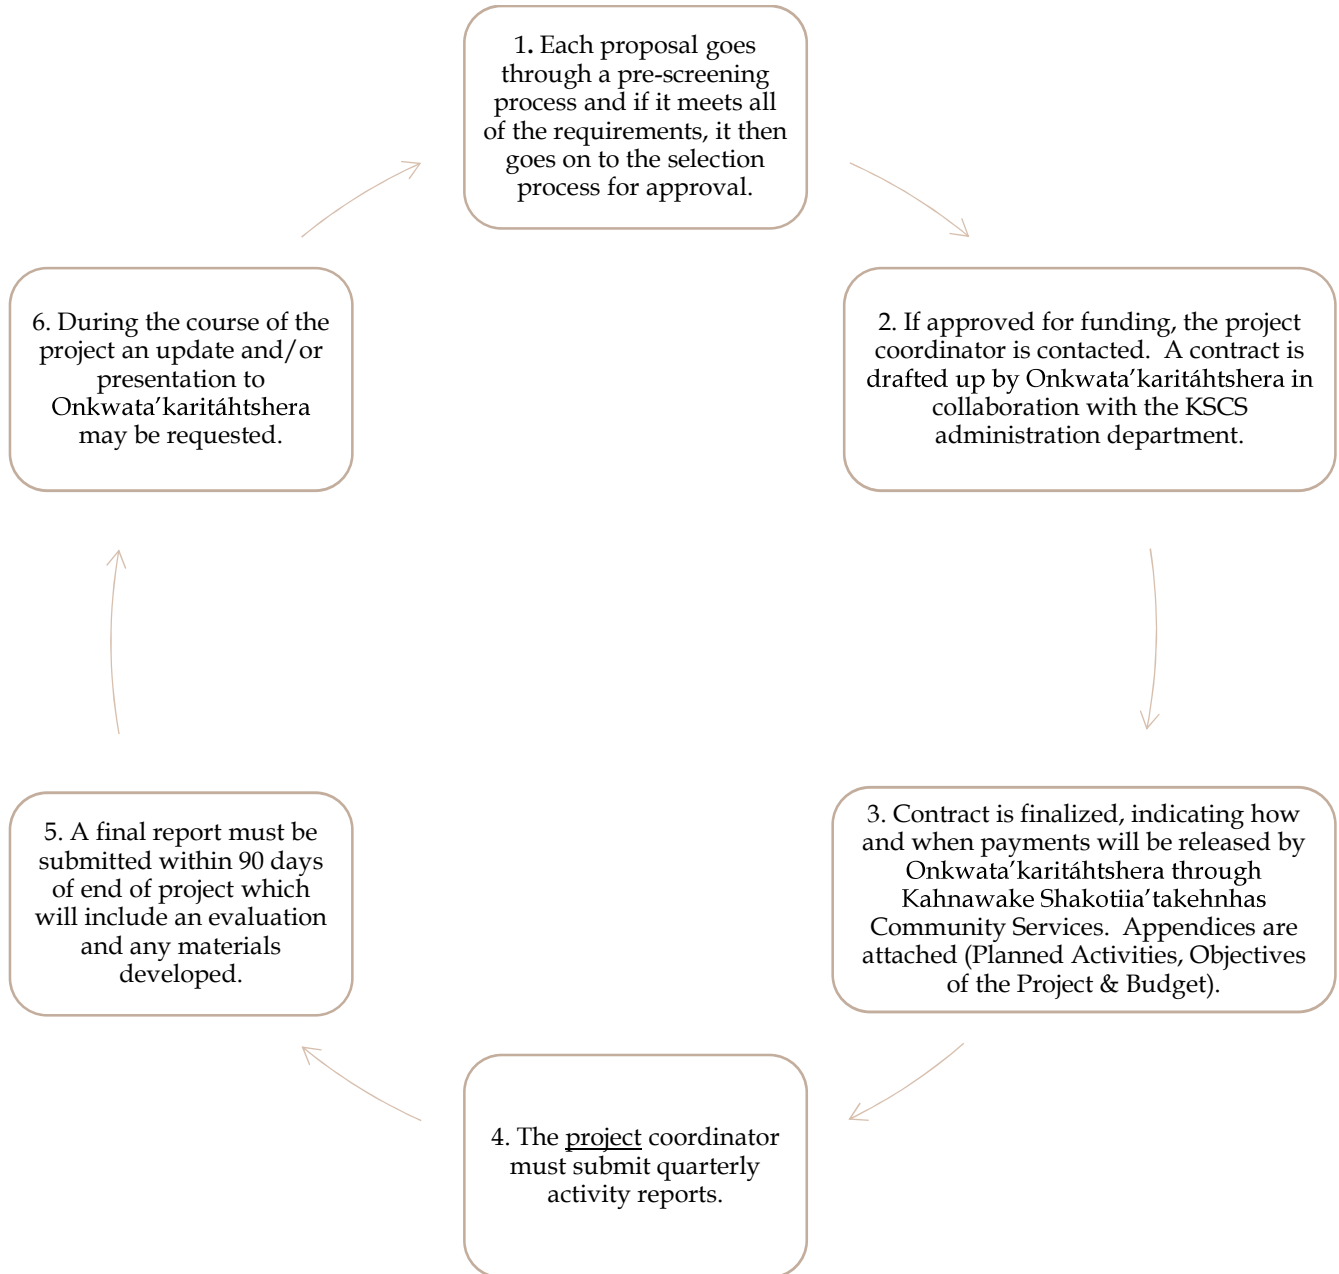 1. Each proposal goes
through a pre-screening
process and if it meets all
of the requirements, it then
goes on to the selection
process for approval.
2. If approved for funding, the project
coordinator is contacted.  A contract is
drafted up by Onkwata’karitáhtshera in
collaboration with the KSCS
administration department.
3. Contract is finalized, indicating how
and when payments will be released by
Onkwata’karitáhtshera through
Kahnawake Shakotiia’takehnhas
Community Services.  Appendices are
attached (Planned Activities, Objectives
of the Project & Budget).
4. The project coordinator
must submit quarterly
activity reports.
5. A final report must be
submitted within 90 days
of end of project which
will include an evaluation
and any materials
developed.
6. During the course of the
project an update and/or
presentation to
Onkwata’karitáhtshera
may be requested.